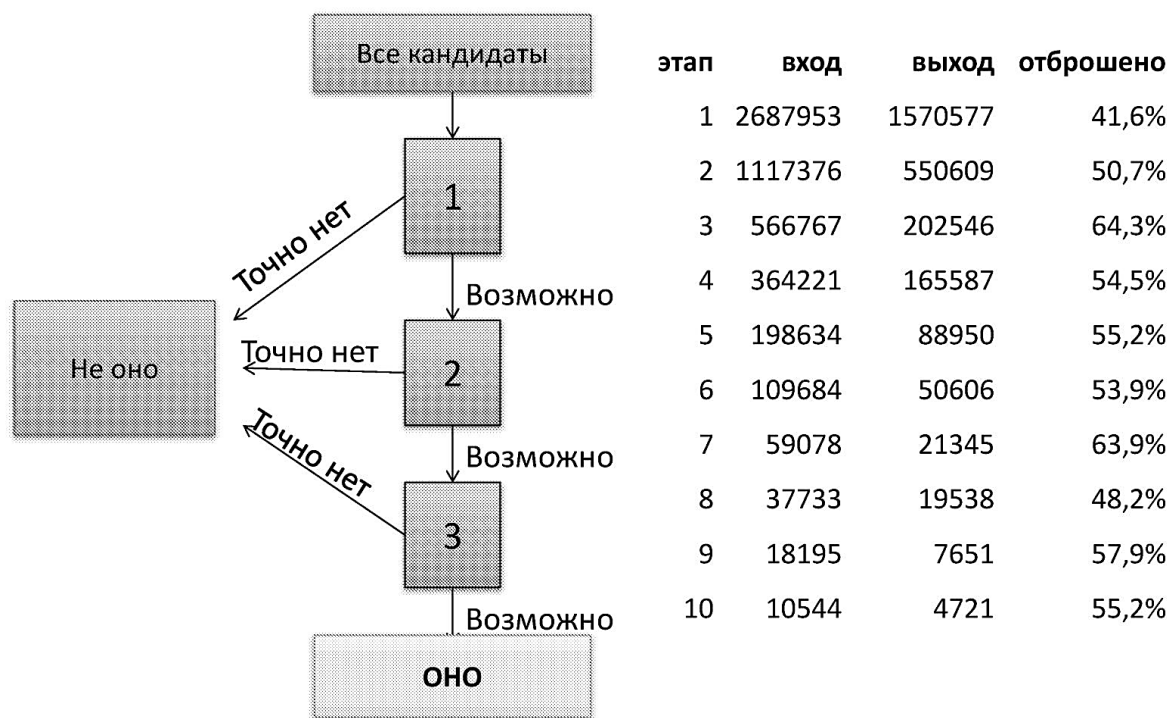 Все кандидаты
1
Точно нет
Возможно
Не оно
Точно нет
2
Точно нет
Возможно
3
Возможно
ОНО
этап вход выход отброшено
1 2687953 1570577 41,6%
2 1117376 550609 50,7%
3 566767 202546 64,3%
4 364221 165587 54,5%
5 198634 88950 55,2%
6 109684 50606 53,9%
7 59078 21345 63,9%
8 37733 19538 48,2%
9 18195 7651 57,9%
10 10544 4721 55,2%